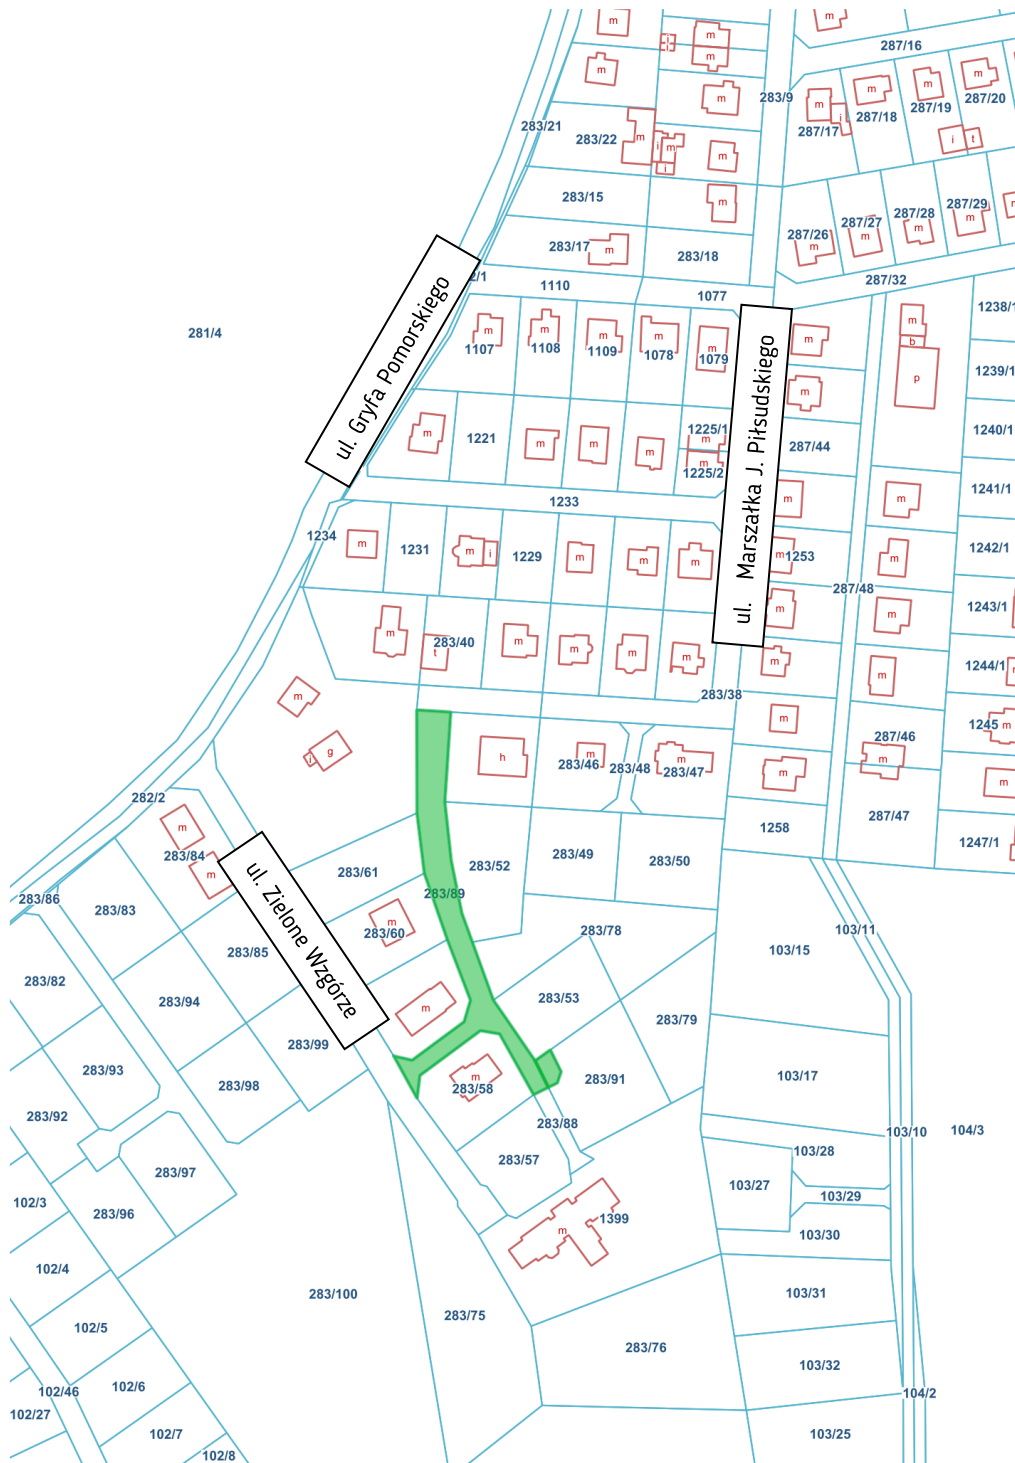 m
m
287/16
i
m
m
m
m
287/19
287/20
m
283/9
m
287/18
m
m
283/21
287/17
i
283/22
m
i
m
m
i
i
t
283/15
m
287/29
287/28
m
287/27
m
287/26
m
m
283/17
m
283/18
m
2/1
1110
287/32
1077
1238/1
281/4
ul. Gryfa Pomorskiego
m
m
m
m
m
m
m
b
1107
1108
1109
1078
1079
p
1239/1
m
1225/1
1240/1
m
1221
m
m
m
m
m
1225/2
287/44
ul. Marszałka J. Piłsudskiego
1241/1
1233
m
m
1234
m
1231
m
i
1229
m
m
m
m
1253
m
1242/1
287/48
1243/1
m
m
m
283/40
t
m
m
m
m
m
m
1244/1
m
283/38
m
m
1245
m
g
i
h
m
283/46
283/48
m
283/47
m
287/46
m
m
282/2
287/47
m
283/84
m
1258
1247/1
283/49
283/50
283/61
283/52
ul. Zielone Wzgórze
283/86
283/83
283/89
m
283/60
283/78
103/11
283/85
103/15
283/82
283/94
283/53
m
283/79
283/99
283/93
283/98
m
283/58
283/91
103/17
283/92
283/88
103/10
104/3
283/97
283/57
103/28
103/27
103/29
102/3
283/96
1399
m
103/30
102/4
283/100
103/31
283/75
102/5
283/76
103/32
102/46
102/6
104/2
102/27
102/7
103/25
102/8